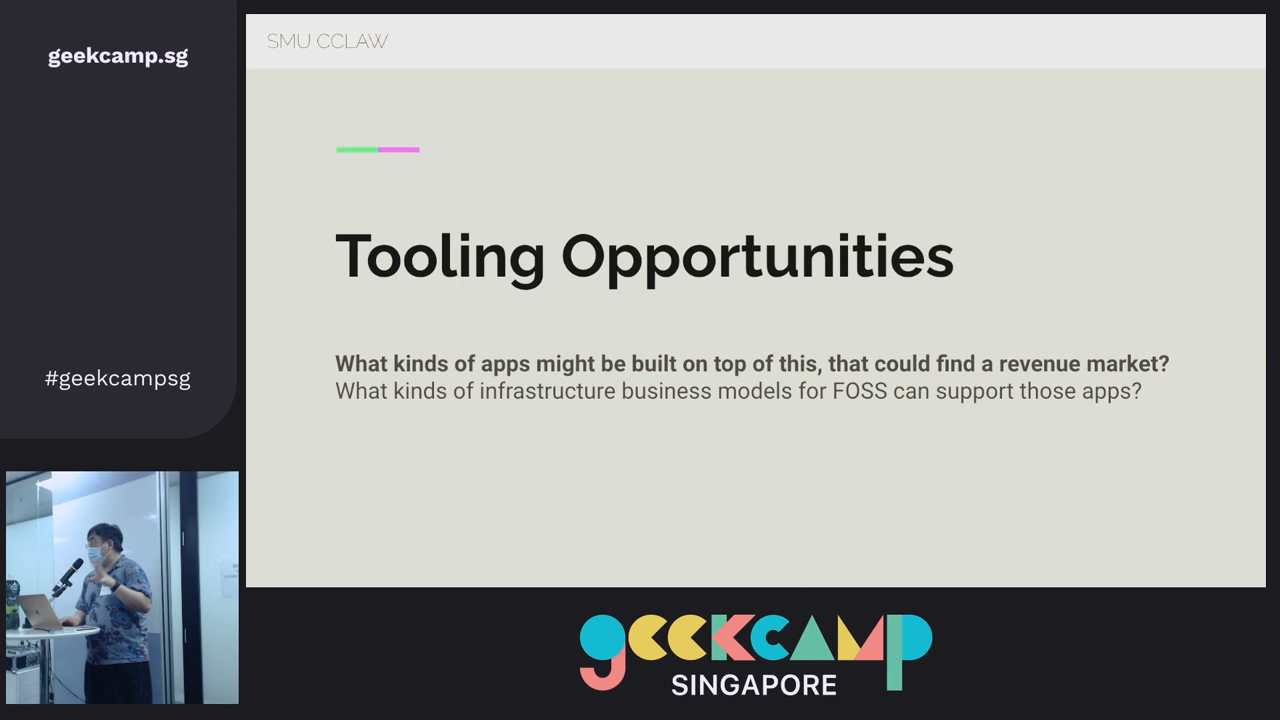 geekcamp.sg
#geekcampsg
SMU CCLAW
Tooling Opportunities
What kinds of apps might be built on top of this, that could find a revenue market?
What kinds of infrastructure business models for FOSS can support those apps?
geekcamp
SINGAPORE